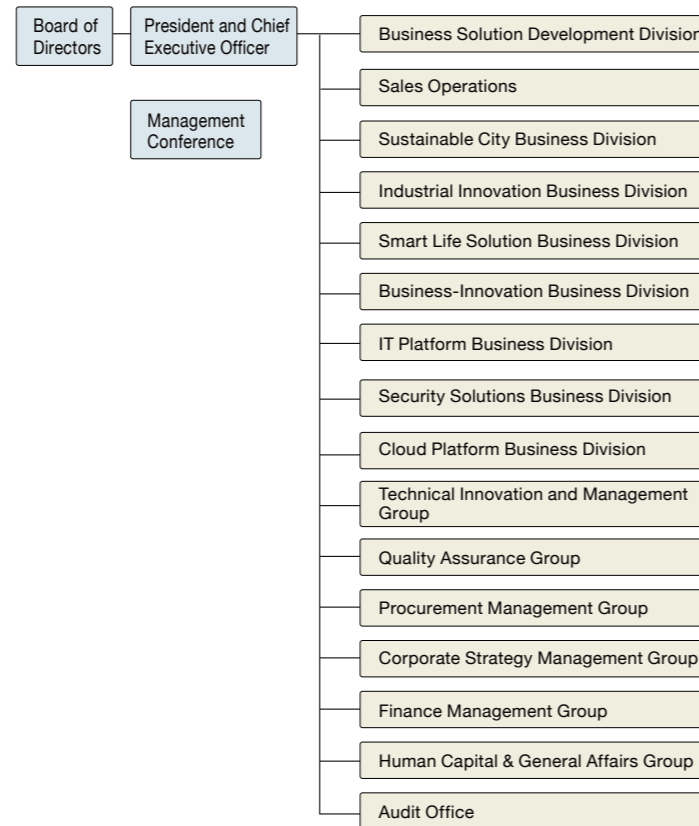 Board of
Directors
President and Chief
Executive Officer
Management
Conference
Business Solution Development Division
Sales Operations
Sustainable City Business Division
Industrial Innovation Business Division
Smart Life Solution Business Division
Business-Innovation Business Division
IT Platform Business Division
Security Solutions Business Division
Cloud Platform Business Division
Technical Innovation and Management
Group
Quality Assurance Group
Procurement Management Group
Corporate Strategy Management Group
Finance Management Group
Human Capital & General Affairs Group
Audit Office